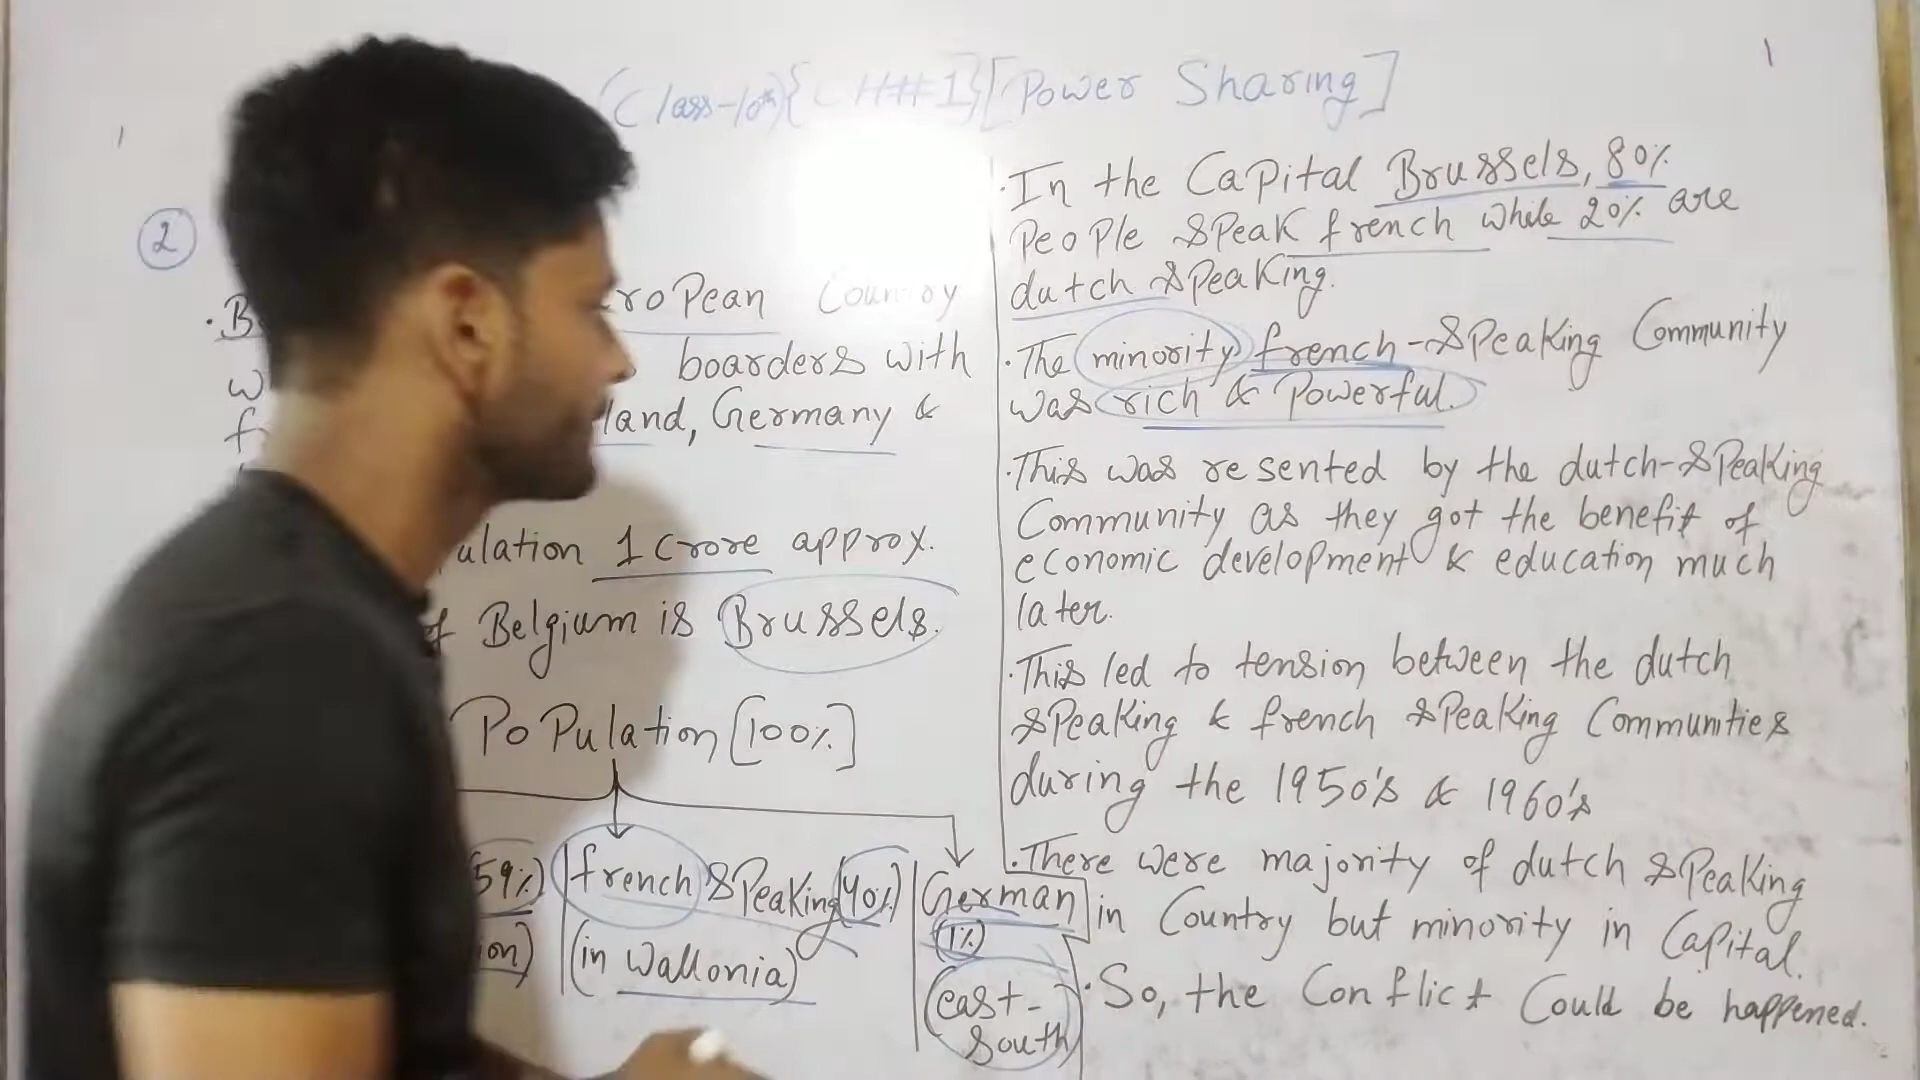 (Class-10th) {CH##1} [Power Sharing]
2
ropean Country
boarders with
land, Germany &
ulation 1 crore approx.
of Belgium is Brussels.
Population [100%]
(59%) | french speaking (40%) | German
(1%)
ion) | (in Wallonia)
(east-
south)
· In the Capital Brussels, 80%
People speak french while 20% are
dutch speaking.
· The minority french-speaking Community
was rich & Powerful.
· This was resented by the dutch-speaking
Community as they got the benefit of
economic development & education much
later.
· This led to tension between the dutch
speaking & french speaking Communities
during the 1950's & 1960's
· There were majority of dutch speaking
in Country but minority in Capital.
· So, the Conflict Could be happened.